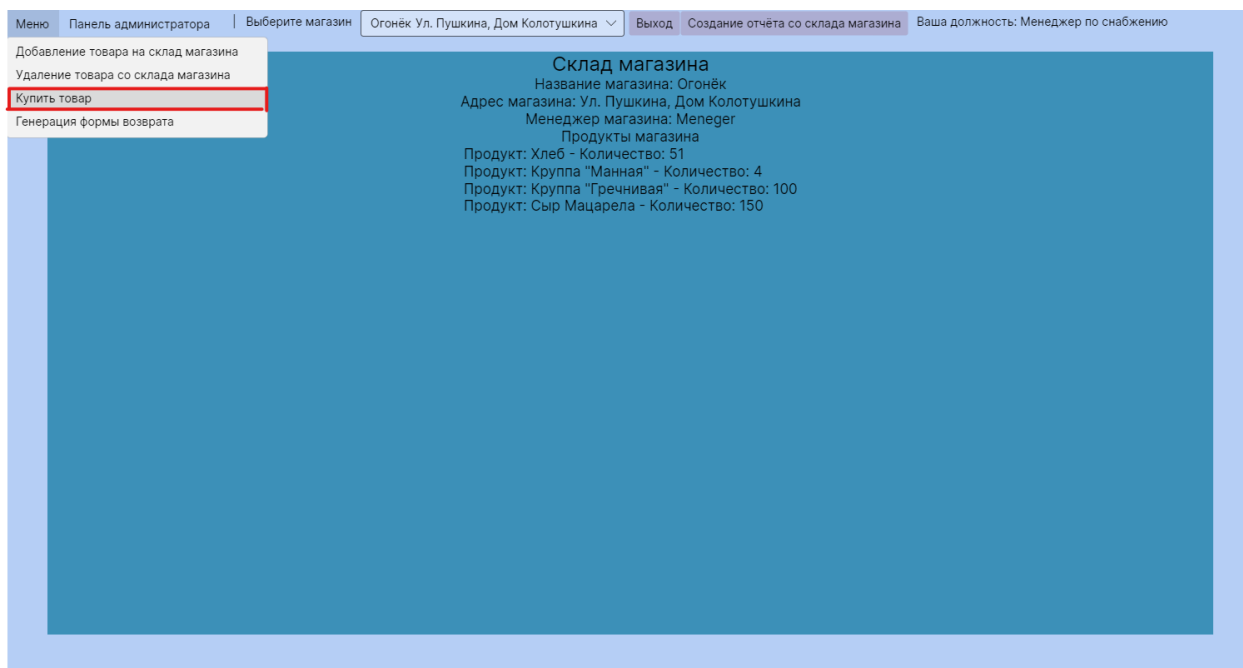 Меню Панель администратора | Выберите магазин Огонёк Ул. Пушкина, Дом Колотушкина Выход Создание отчёта со склада магазина Ваша должность: Менеджер по снабжению
Добавление товара на склад магазина
Удаление товара со склада магазина
Купить товар
Генерация формы возврата
Склад магазина
Название магазина: Огонёк
Адрес магазина: Ул. Пушкина, Дом Колотушкина
Менеджер магазина: Meneger
Продукты магазина
Продукт: Хлеб - Количество: 51
Продукт: Круппа "Манная" - Количество: 4
Продукт: Круппа "Гречнивая" - Количество: 100
Продукт: Сыр Мацарела - Количество: 150